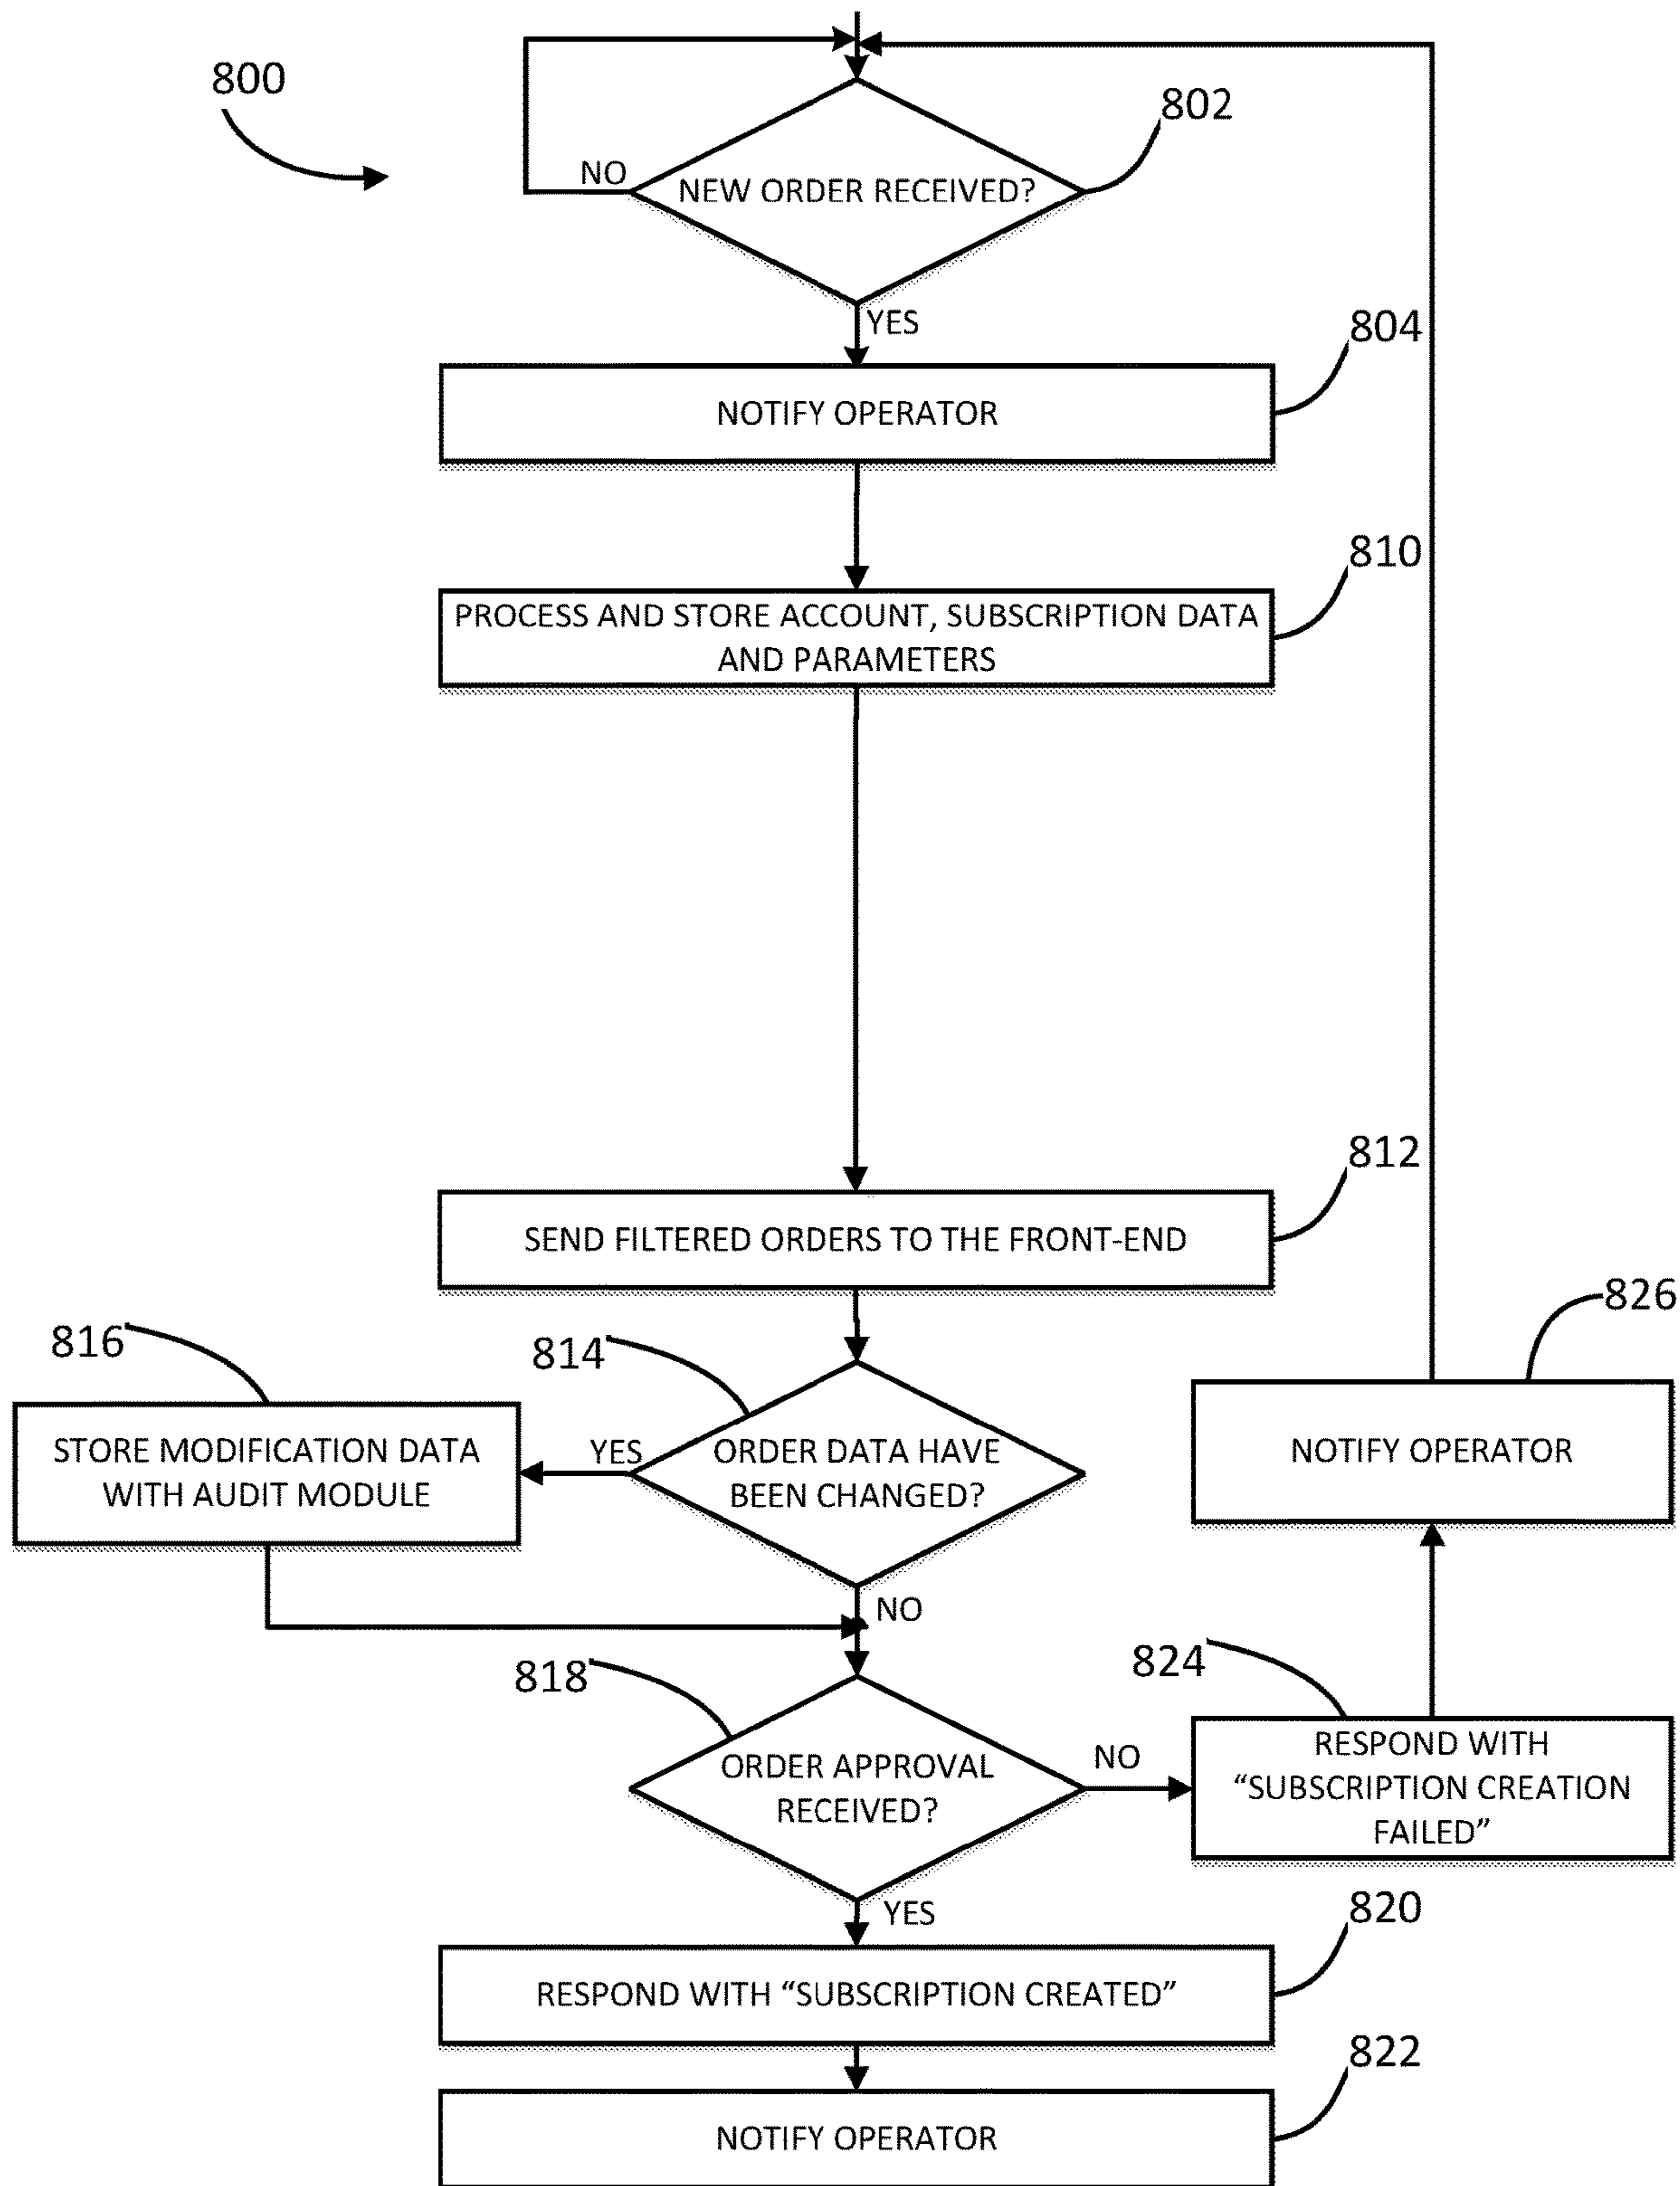 800
802
NO
NEW ORDER RECEIVED?
YES
804
NOTIFY OPERATOR
810
PROCESS AND STORE ACCOUNT, SUBSCRIPTION DATA
AND PARAMETERS
812
SEND FILTERED ORDERS TO THE FRONT-END
826
816
814
STORE MODIFICATION DATA
WITH AUDIT MODULE
YES
ORDER DATA HAVE
BEEN CHANGED?
NOTIFY OPERATOR
NO
818
824
ORDER APPROVAL
RECEIVED?
NO
RESPOND WITH
“SUBSCRIPTION CREATION
FAILED”
YES
820
RESPOND WITH “SUBSCRIPTION CREATED”
822
NOTIFY OPERATOR